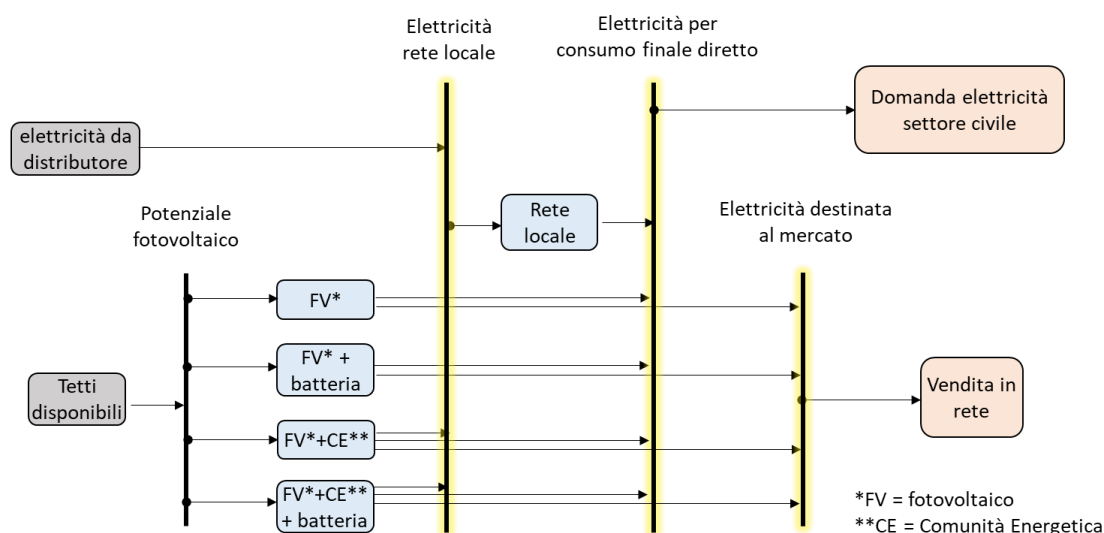 Elettricità
rete locale
Elettricità per
consumo finale diretto
Domanda elettricità
settore civile
elettricità da
distributore
Potenziale
fotovoltaico
Rete
locale
Elettricità destinata
al mercato
FV*
FV* +
batteria
Tetti
disponibili
Vendita in
rete
FV*+CE**
FV*+CE**
+ batteria
*FV = fotovoltaico
**CE = Comunità Energetica